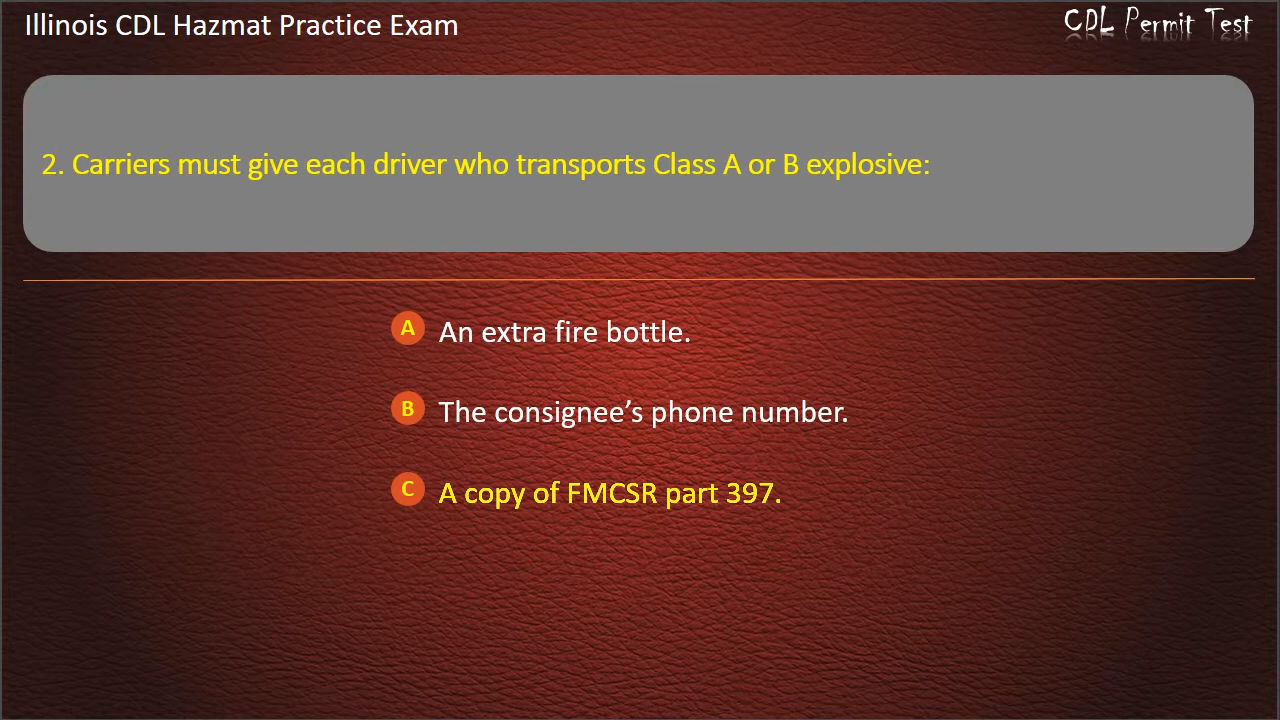 Illinois CDL Hazmat Practice Exam
CDL Permit Test
2. Carriers must give each driver who transports Class A or B explosive:
A An extra fire bottle.
B The consignee’s phone number.
C A copy of FMCSR part 397.